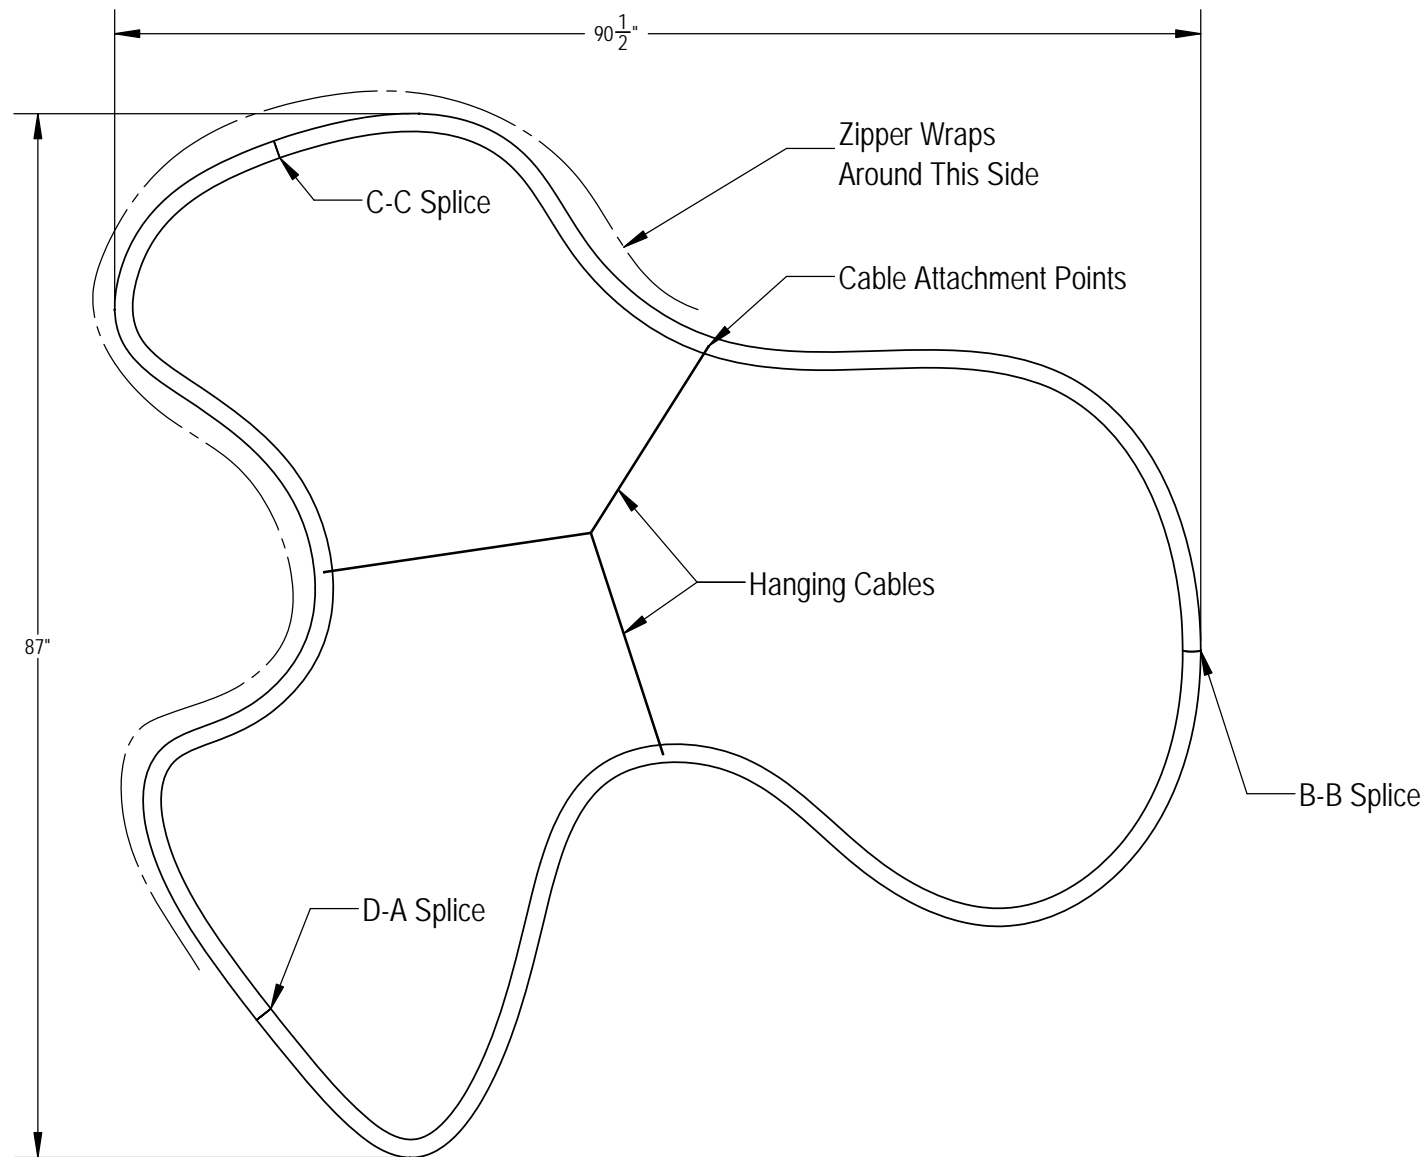 90 1/2"
Zipper Wraps
Around This Side
C-C Splice
Cable Attachment Points
Hanging Cables
87"
B-B Splice
D-A Splice